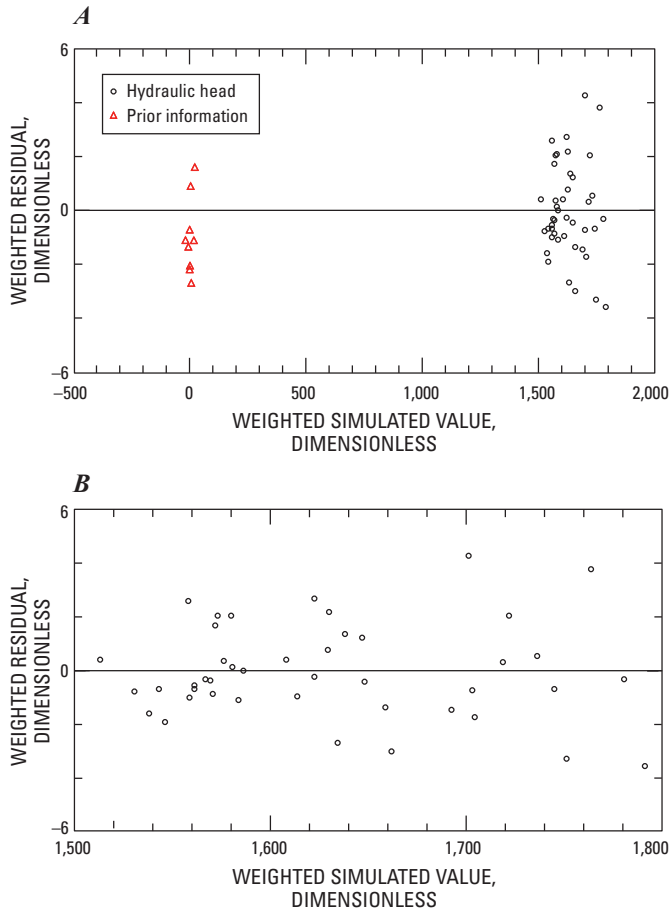 A
WEIGHTED RESIDUAL,
DIMENSIONLESS
6
0
−6
Hydraulic head
Prior information
−500
0
500
1,000
1,500
2,000
WEIGHTED SIMULATED VALUE,
DIMENSIONLESS
B
WEIGHTED RESIDUAL,
DIMENSIONLESS
6
0
−6
1,500
1,600
1,700
1,800
WEIGHTED SIMULATED VALUE,
DIMENSIONLESS